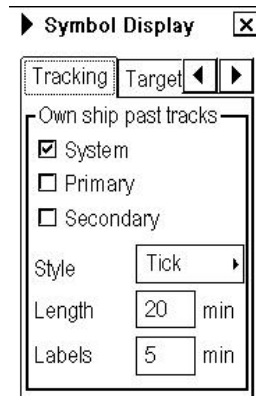 Symbol Display
Tracking Target
Own ship past tracks
System
Primary
Secondary
Style Tick
Length 20 min
Labels 5 min